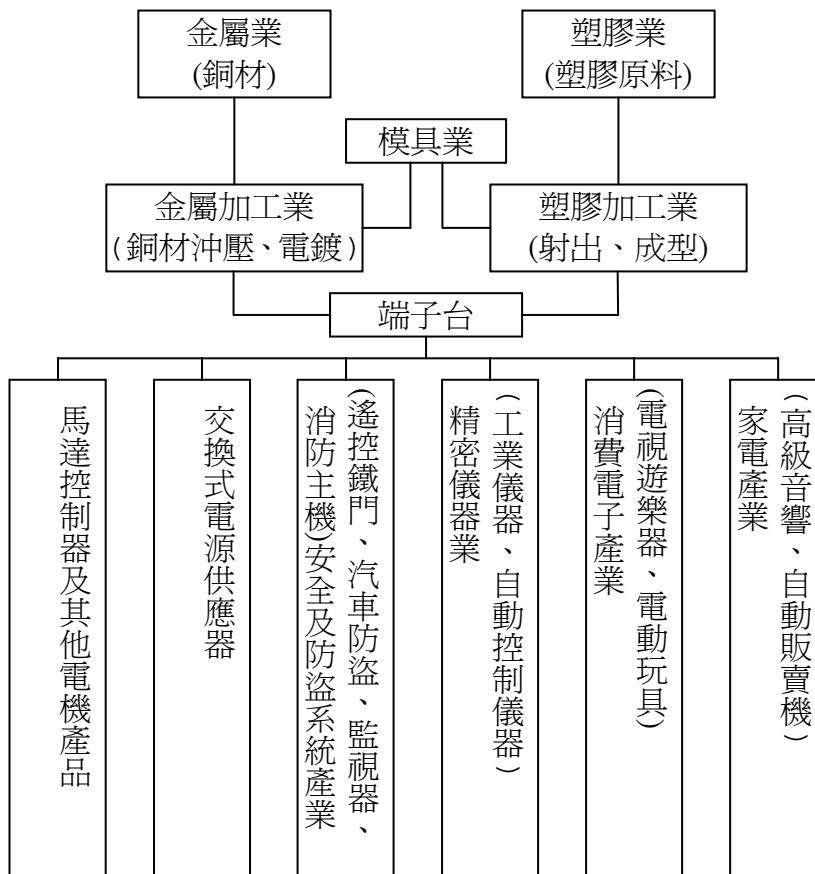 金屬業
(銅材)
塑膠業
(塑膠原料)
模具業
金屬加工業
(銅材沖壓、電鍍)
塑膠加工業
(射出、成型)
端子台
馬達控制器及其他電機產品
交換式電源供應器
(遙控鐵門、汽車防盜、監視器、
消防主機)安全及防盜系統產業
(工業儀器、自動控制儀器)
精密儀器業
(電視遊樂器、電動玩具)
消費電子產業
(高級音響、自動販賣機)
家電產業